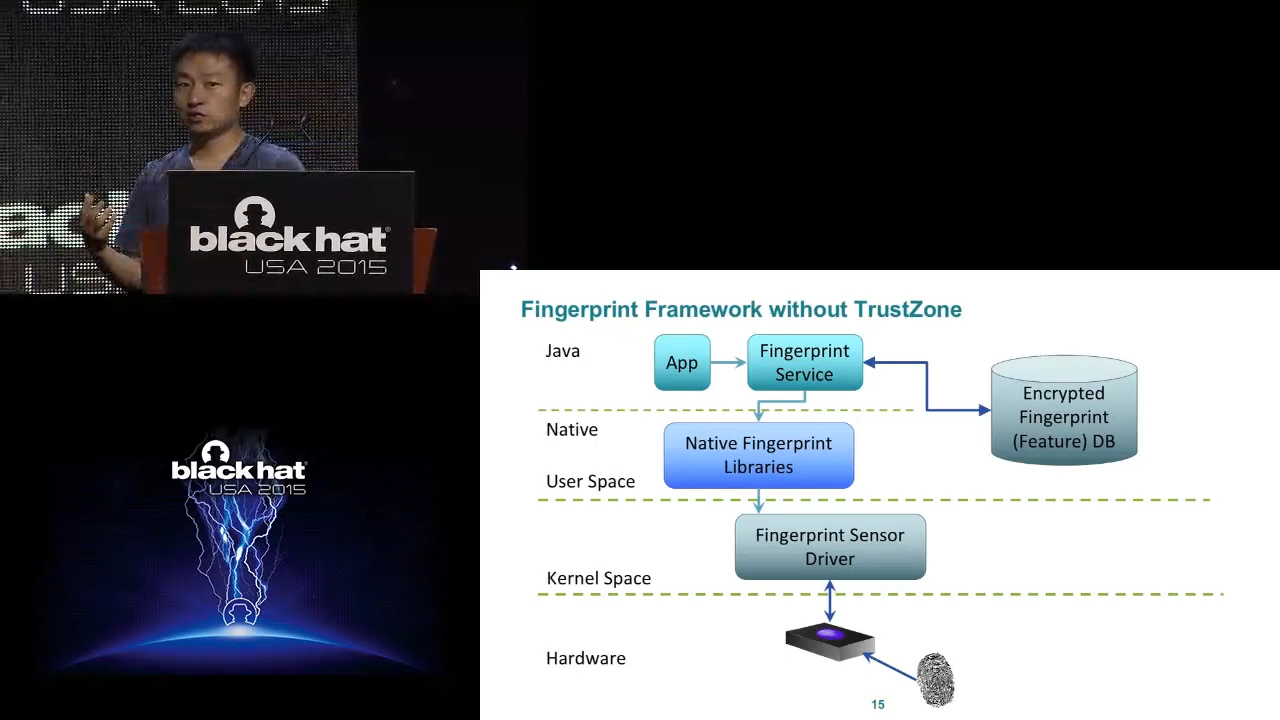 black hat
USA 2015
black hat
USA 2015
Fingerprint Framework without TrustZone
Java
App
Fingerprint
Service
Encrypted
Fingerprint
(Feature) DB
Native
Native Fingerprint
Libraries
User Space
Fingerprint Sensor
Driver
Kernel Space
Hardware
15